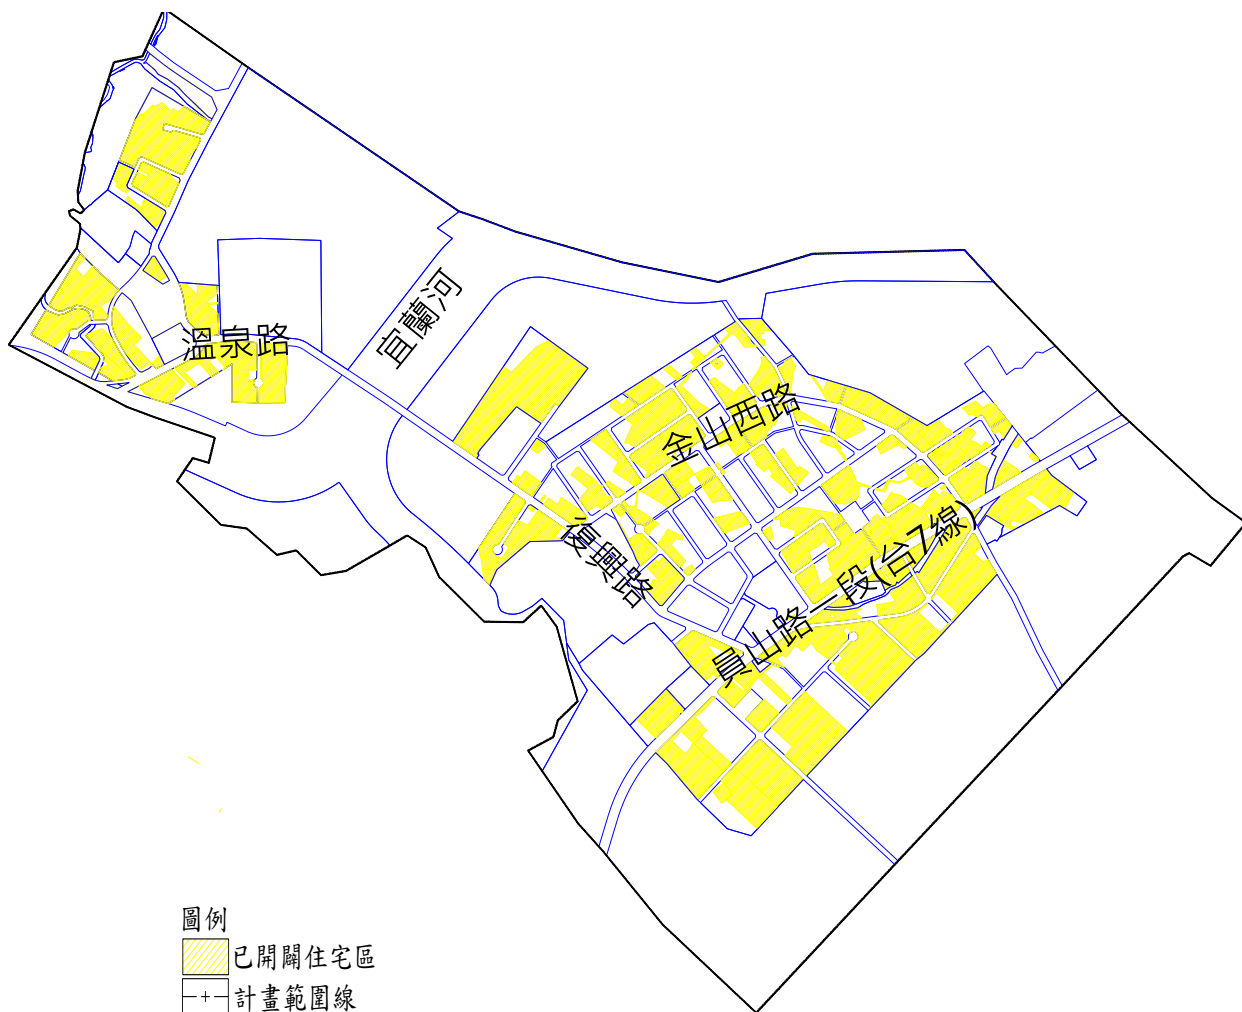 宜蘭河
溫泉路
金山西路
復興路
員山路一段(台7線)
圖例
已開闢住宅區
計畫範圍線